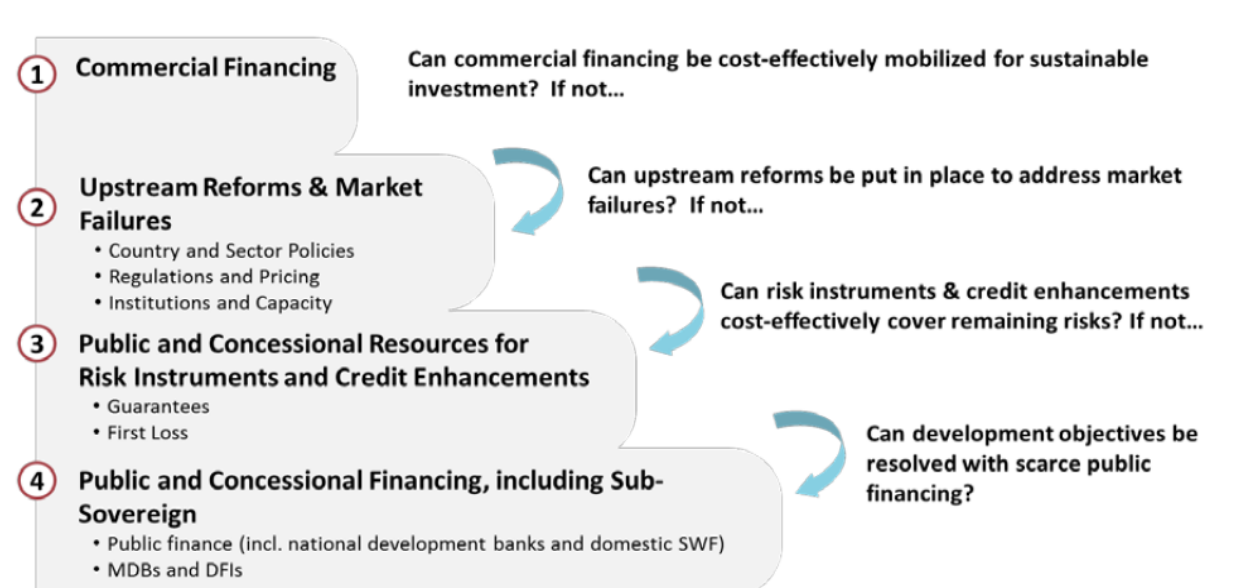 1
Commercial Financing
Can commercial financing be cost-effectively mobilized for sustainable
investment? If not...
2
Upstream Reforms & Market
Failures
• Country and Sector Policies
• Regulations and Pricing
• Institutions and Capacity
Can upstream reforms be put in place to address market
failures? If not...
3
Public and Concessional Resources for
Risk Instruments and Credit Enhancements
• Guarantees
• First Loss
Can risk instruments & credit enhancements
cost-effectively cover remaining risks? If not...
4
Public and Concessional Financing, including Sub-
Sovereign
• Public finance (incl. national development banks and domestic SWF)
• MDBs and DFIs
Can development objectives be
resolved with scarce public
financing?